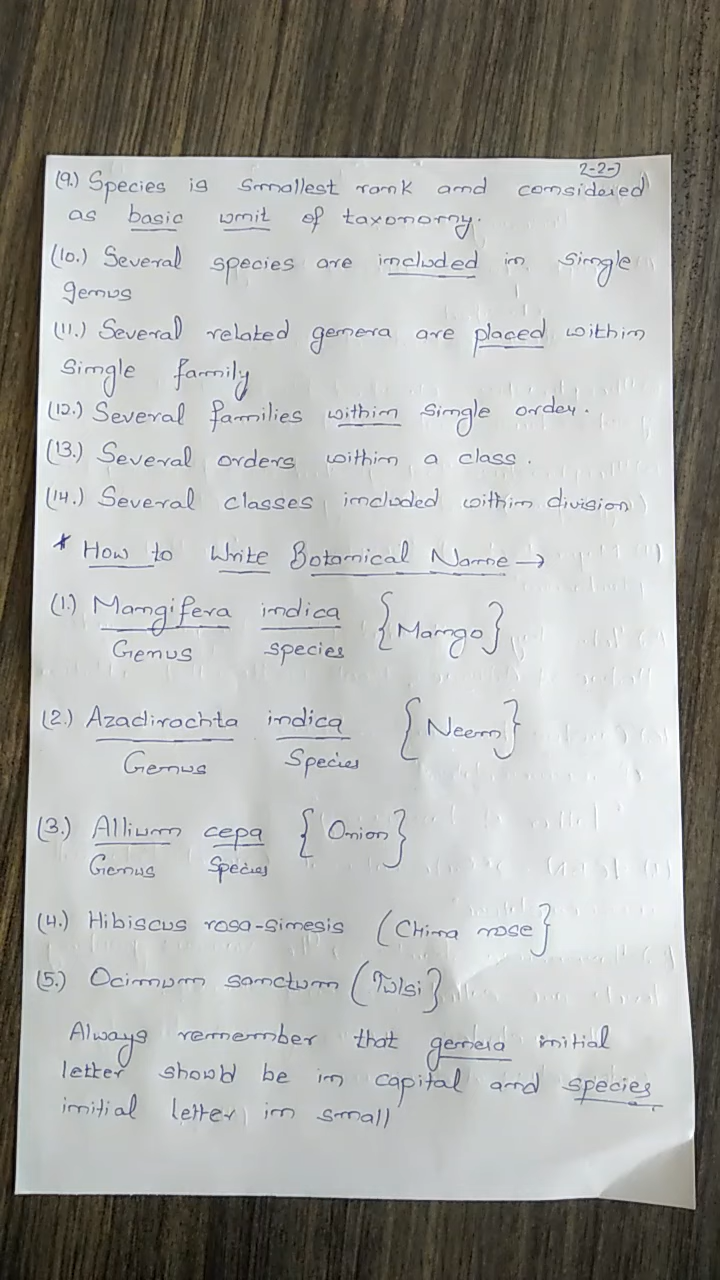 2-2-)
(9.) Species is smallest rank and considered
as basic unit of taxonomy.
(10.) Several species are included in single
genus
(11.) Several related genera are placed within
single family
(12.) Several families within single order.
(13.) Several orders within a class.
(14.) Several classes included within division
* How to Write Botanical Name →
(1.) Mangifera indica {Mango}
Genus species
(2.) Azadirachta indica {Neem}
Genus Species
(3.) Allium cepa {Onion}
Genus Species
(4.) Hibiscus rosa-sinesis (China rose}
(5.) Ocimum sanctum (Tulsi}
Always remember that genera initial
letter should be in capital and species
initial letter in small